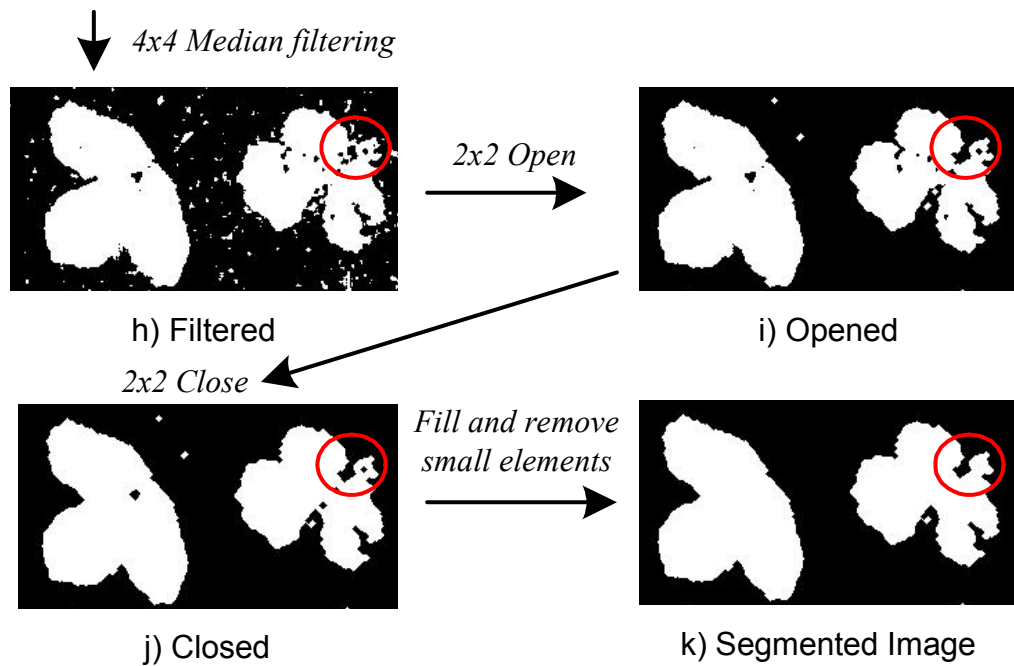 4x4 Median filtering
2x2 Open
h) Filtered
i) Opened
2x2 Close
Fill and remove
small elements
j) Closed
k) Segmented Image